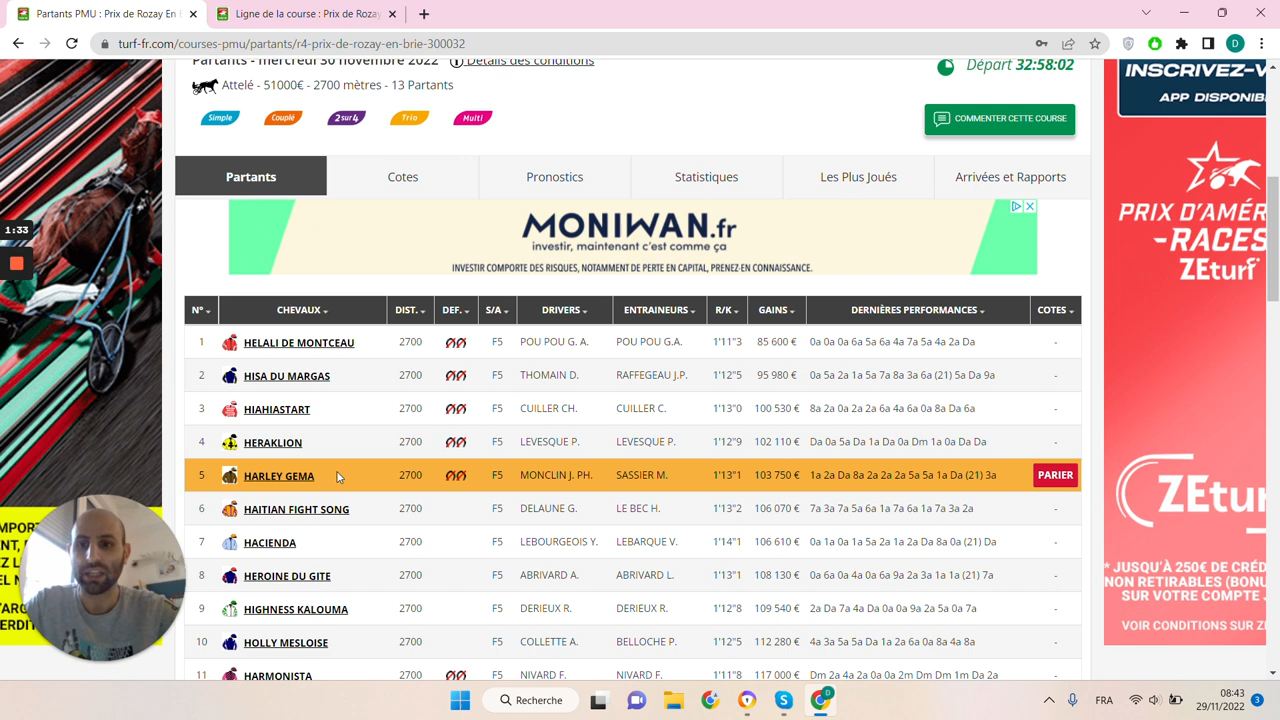 Partants PMU : Prix de Rozay En B
Ligne de la course : Prix de Rozay
turf-fr.com/courses-pmu/partants/r4-prix-de-rozay-en-brie-300032
Partants - mercredi 30 novembre 2022
Détails des conditions
Départ 32:58:02
Attelé - 51000€ - 2700 mètres - 13 Partants
Simple Couplé 2sur4 Trio Multi
COMMENTER CETTE COURSE
Partants Cotes Pronostics Statistiques Les Plus Joués Arrivées et Rapports
MONIWAN.fr
investir, maintenant c'est comme ça
INVESTIR COMPORTE DES RISQUES, NOTAMMENT DE PERTE EN CAPITAL, PRENEZ-EN CONNAISSANCE.
N° CHEVAUX DIST. DEF. S/A DRIVERS ENTRAINEURS R/K GAINS DERNIÈRES PERFORMANCES COTES
1 HELALI DE MONTCEAU 2700 F5 POU POU G. A. POU POU G.A. 1'11"3 85 600 € 0a 0a 0a 6a 5a 6a 4a 7a 5a 4a 2a Da -
2 HISA DU MARGAS 2700 F5 THOMAIN D. RAFFEGEAU J.P. 1'12"5 95 980 € 0a 5a 2a 1a 5a 7a 8a 3a 6a (21) 5a Da 9a -
3 HIAHIASTART 2700 F5 CUILLER CH. CUILLER C. 1'13"0 100 530 € 8a 2a 0a 2a 2a 6a 4a 6a 0a 8a Da 6a -
4 HERAKLION 2700 F5 LEVESQUE P. LEVESQUE P. 1'12"9 102 110 € Da 0a 5a Da 1a Da 0a Dm 1a 0a Da Da -
5 HARLEY GEMA 2700 F5 MONCLIN J. PH. SASSIER M. 1'13"1 103 750 € 1a 2a Da 8a 2a 2a 5a 5a 1a Da (21) 3a PARIER
6 HAITIAN FIGHT SONG 2700 F5 DELAUNE G. LE BEC H. 1'13"2 106 070 € 7a 3a 7a 5a 6a 1a 7a 6a 1a 7a 3a 2a -
7 HACIENDA 2700 F5 LEBOURGEOIS Y. LEBARQUE V. 1'14"1 106 610 € 0a 1a 0a 1a 5a 2a 1a 2a Da 8a 0a (21) Da -
8 HEROINE DU GITE 2700 F5 ABRIVARD A. ABRIVARD L. 1'13"1 108 130 € 0a 6a 0a 4a 0a 6a 9a 2a 3a 1a 1a (21) 7a -
9 HIGHNESS KALOUMA 2700 F5 DERIEUX R. DERIEUX R. 1'12"8 109 540 € 2a Da 7a 4a Da 0a 0a 9a 2a 5a 0a 7a -
10 HOLLY MESLOISE 2700 F5 COLLETTE A. BELLOCHE P. 1'12"5 112 280 € 4a 3a 5a 5a Da 1a 2a 6a 0a 8a 4a 8a -
11 HARMONISTA 2700 F5 NIVARD F. NIVARD F. 1'11"8 117 000 € Dm 2a 4a 2a 0a Dm Dm 1m Da 2a -
1:33
INSCRIVEZ-V
APP DISPONIB
PRIX D'AMÉR
-RACES
ZEturf
ZEtur
* JUSQU'À 250€ DE CRÉD
NON RETIRABLES (BONU
SUR VOTRE COMPTE J
VOIR CONDITIONS SUR ZE
Recherche
FRA
08:43
29/11/2022
3